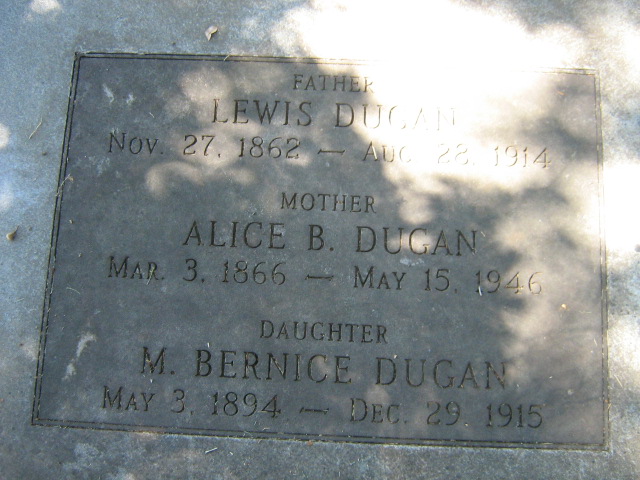 FATHER
LEWIS DUGAN
NOV. 27, 1862 — AUG. 28, 1914
MOTHER
ALICE B. DUGAN
MAR. 3, 1866 — MAY 15, 1946
DAUGHTER
M. BERNICE DUGAN
MAY 3, 1894 — DEC. 29, 1915